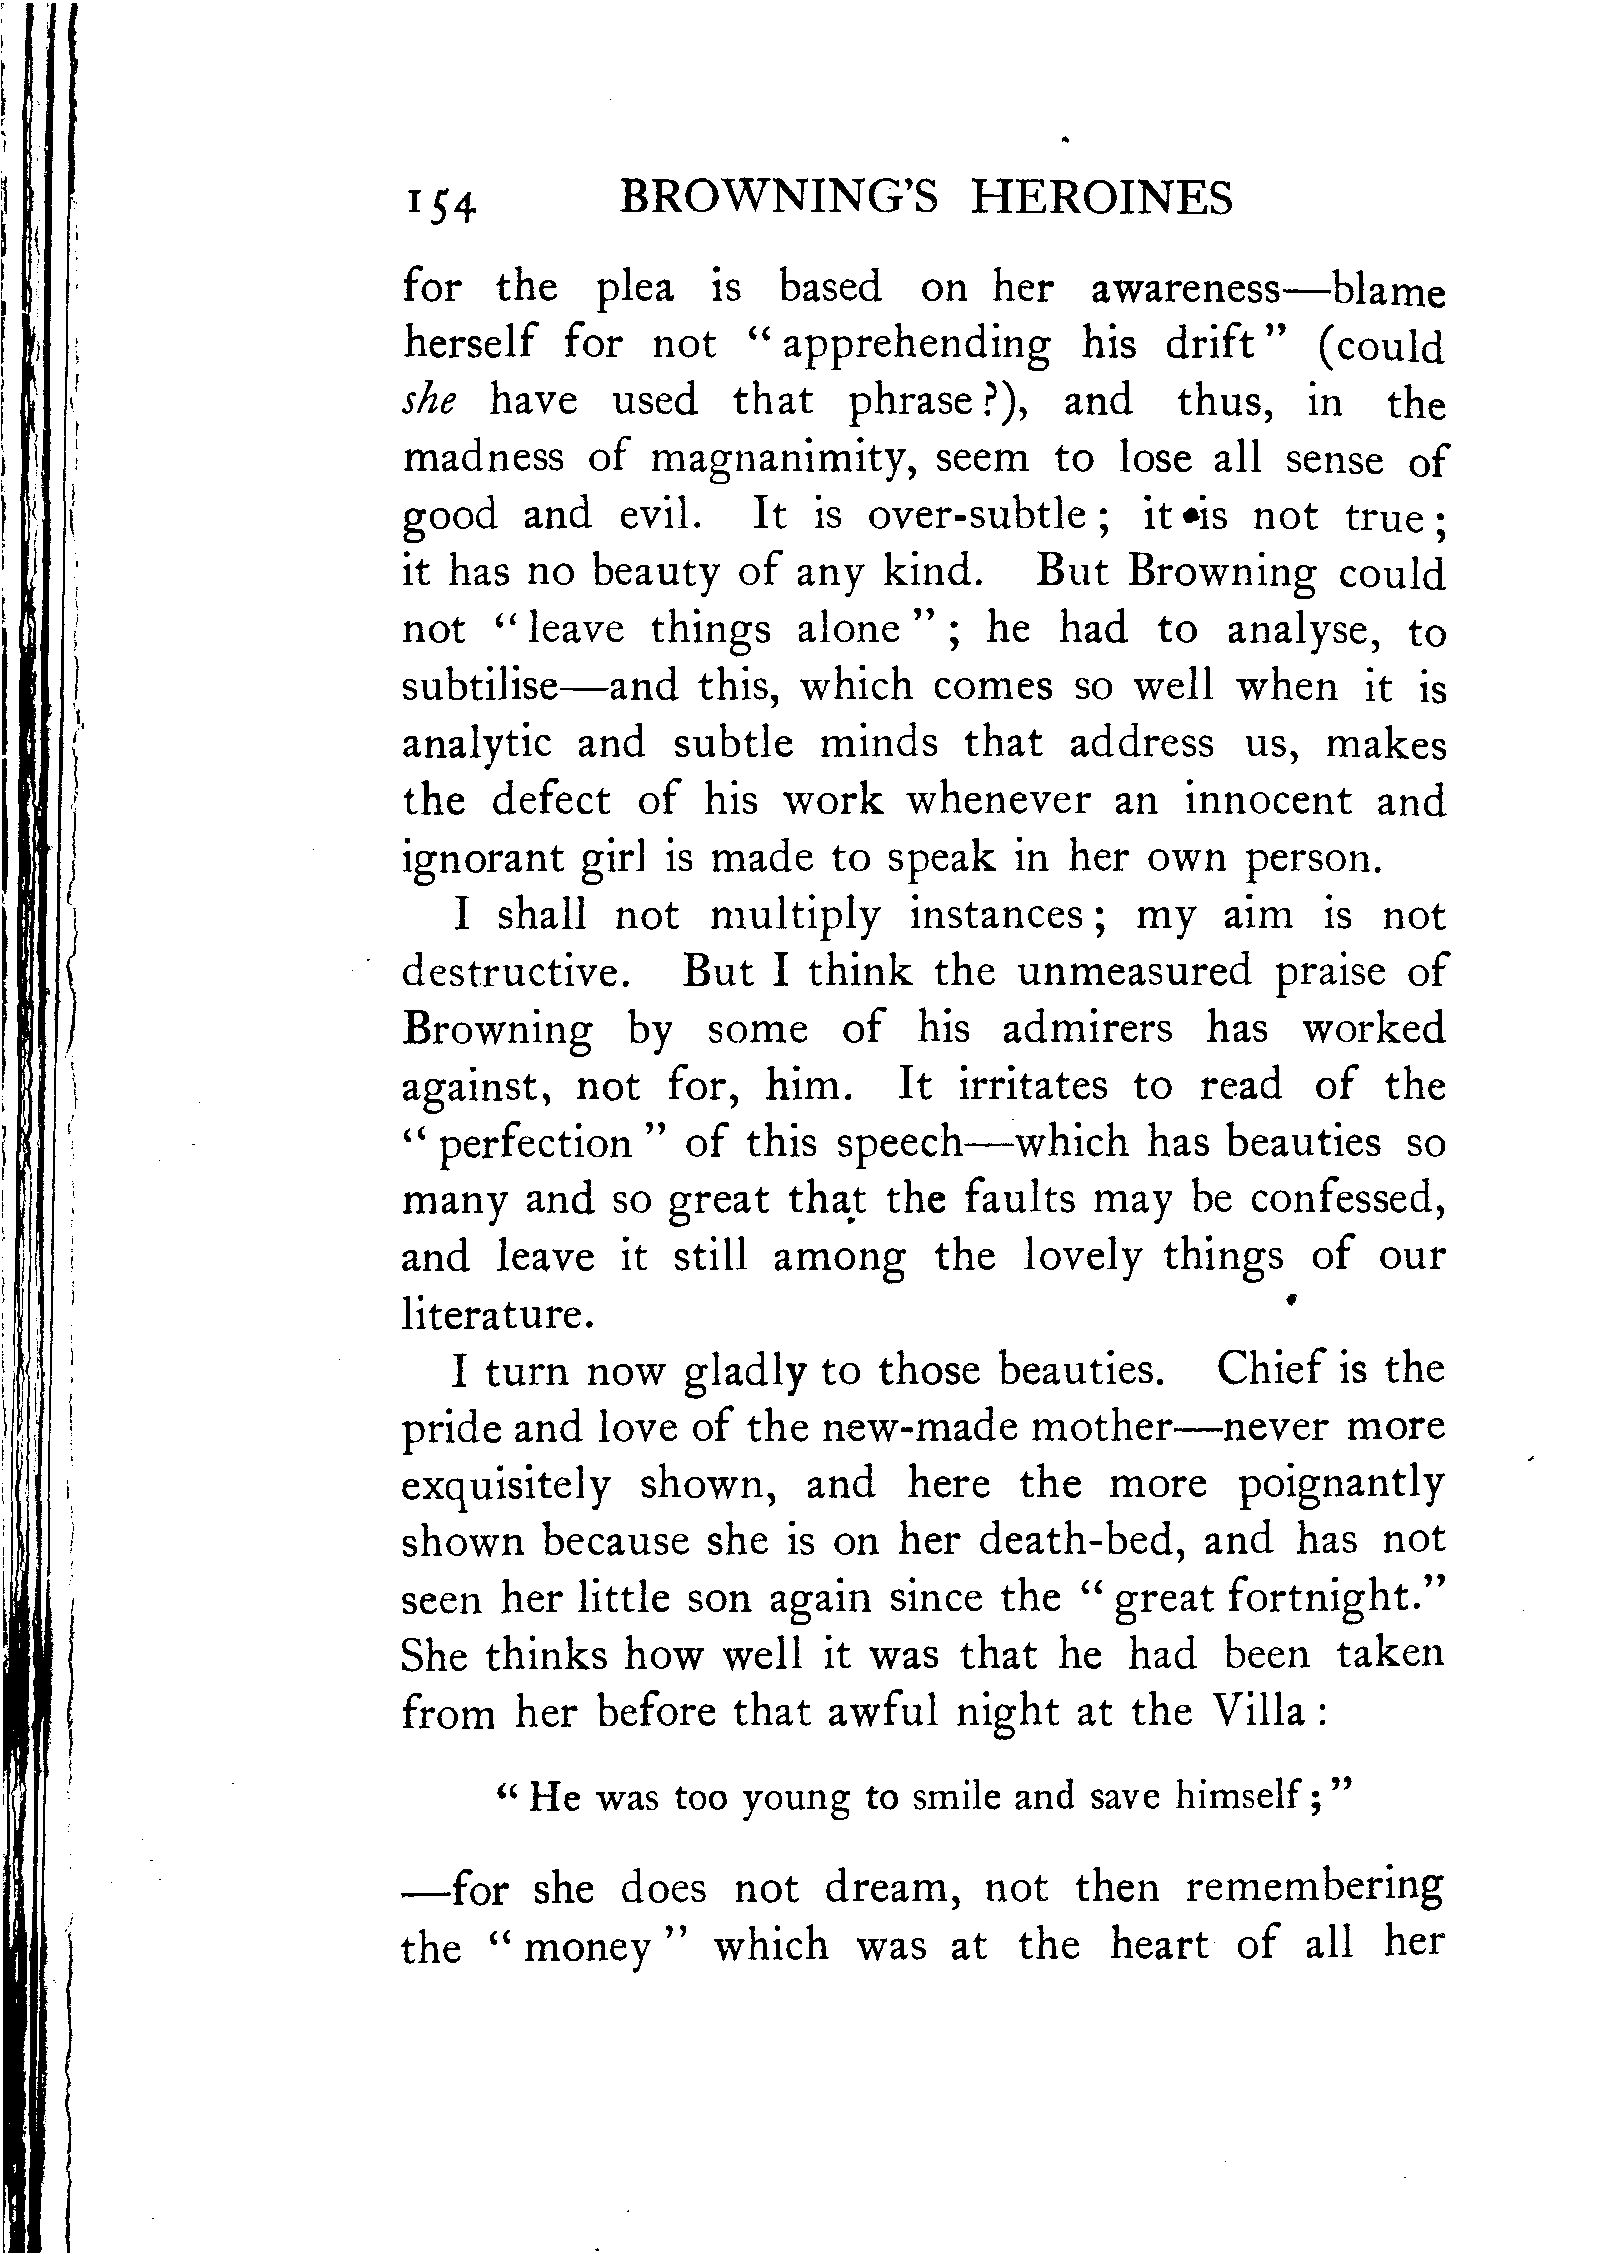 154 BROWNING'S HEROINES
for the plea is based on her awareness—blame
herself for not "apprehending his drift" (could
she have used that phrase?), and thus, in the
madness of magnanimity, seem to lose all sense of
good and evil. It is over-subtle; it is not true;
it has no beauty of any kind. But Browning could
not "leave things alone"; he had to analyse, to
subtilise—and this, which comes so well when it is
analytic and subtle minds that address us, makes
the defect of his work whenever an innocent and
ignorant girl is made to speak in her own person.
I shall not multiply instances; my aim is not
destructive. But I think the unmeasured praise of
Browning by some of his admirers has worked
against, not for, him. It irritates to read of the
"perfection" of this speech—which has beauties so
many and so great that the faults may be confessed,
and leave it still among the lovely things of our
literature.
I turn now gladly to those beauties. Chief is the
pride and love of the new-made mother—never more
exquisitely shown, and here the more poignantly
shown because she is on her death-bed, and has not
seen her little son again since the "great fortnight."
She thinks how well it was that he had been taken
from her before that awful night at the Villa:
"He was too young to smile and save himself;"
—for she does not dream, not then remembering
the "money" which was at the heart of all her